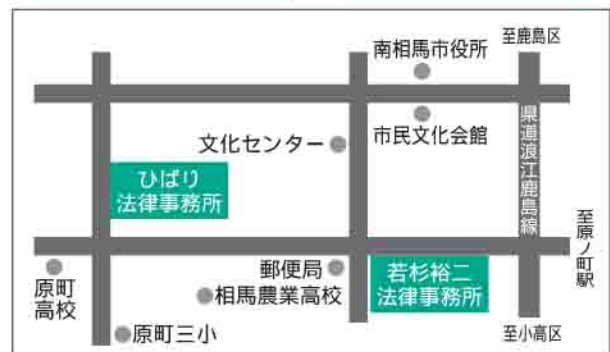 至鹿島区
南相馬市役所
市民文化会館
文化センター
県道浪江鹿島線
ひばり
法律事務所
至原ノ町駅
原町
高校
郵便局
相馬農業高校
若杉裕二
法律事務所
原町三小
至小高区